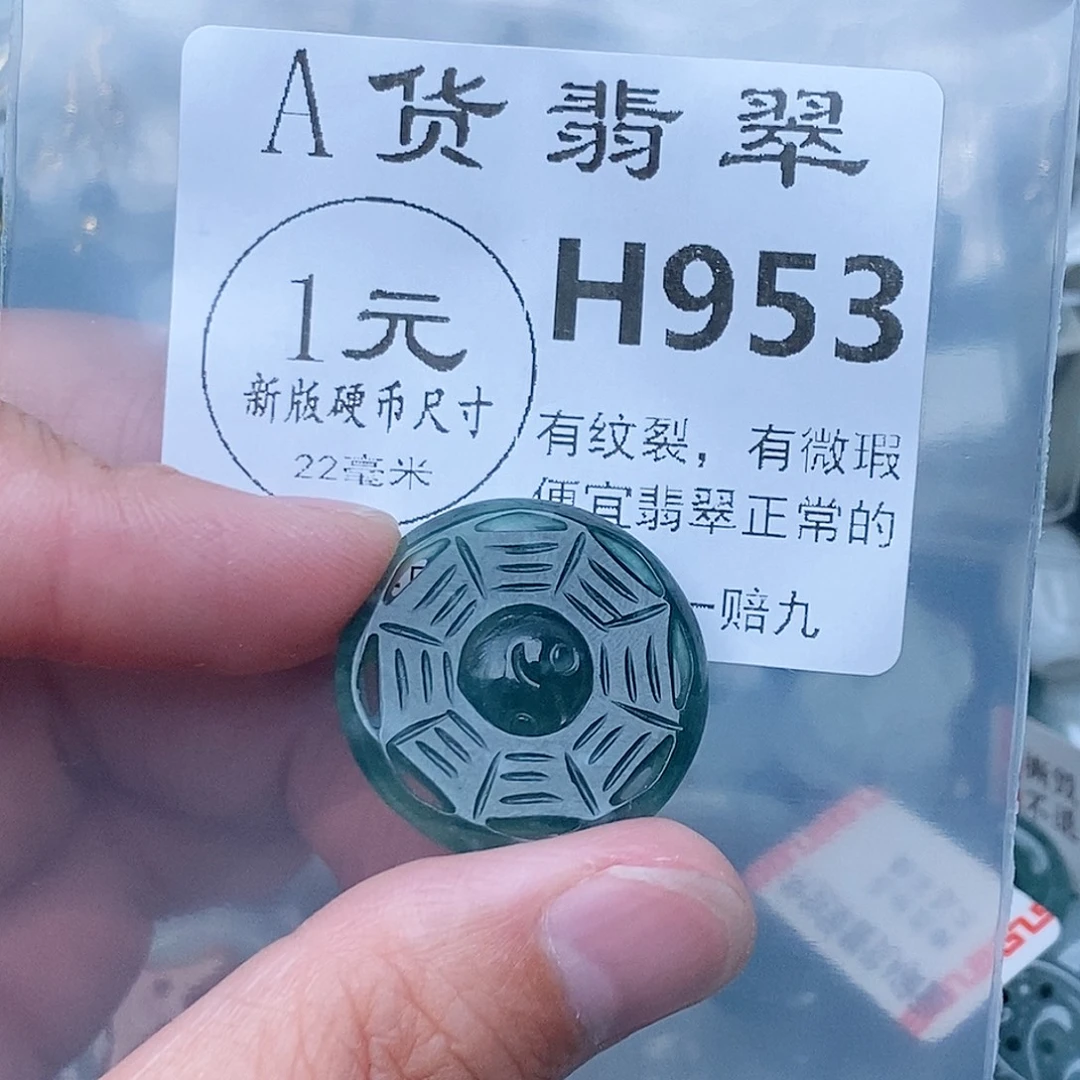 A货翡翠
1元
新版硬币尺寸
22毫米
H953
有纹裂，有微瑕
便宜翡翠正常的
一赔九